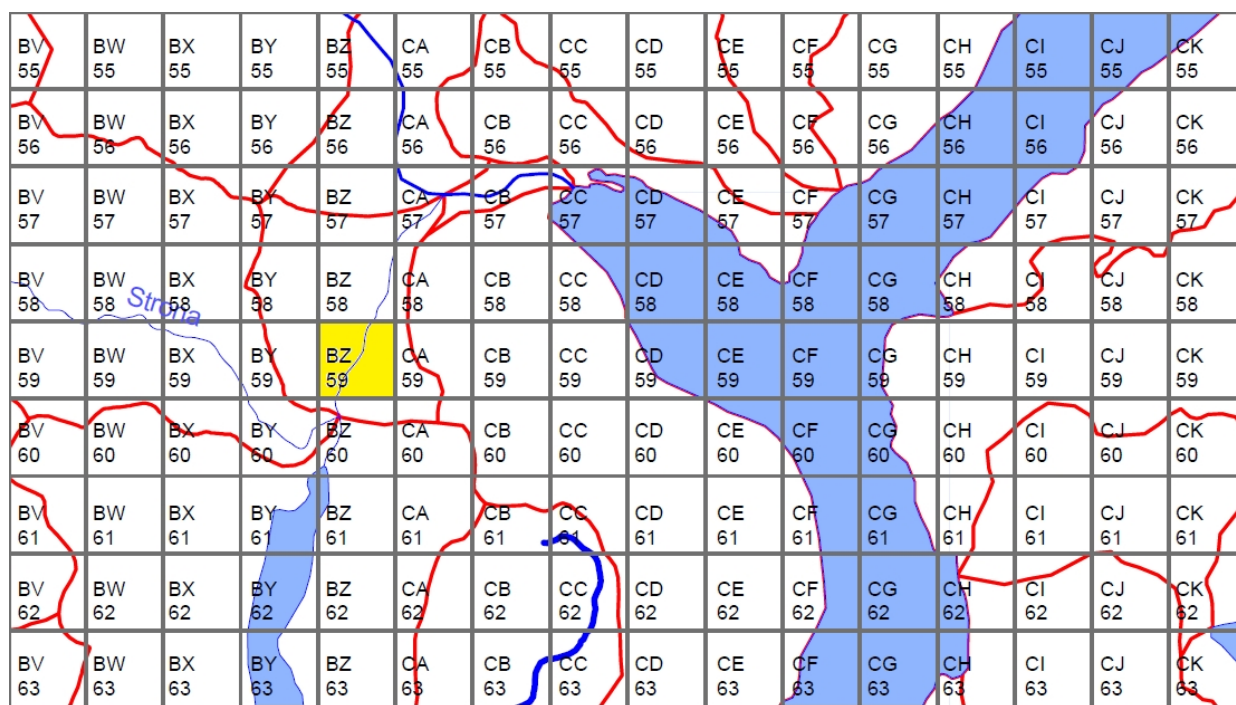 BV BW BX BY BZ CA CB CC CD CE CF CG CH CI CJ CK
55 55 55 55 55 55 55 55 55 55 55 55 55 55 55 55
BV BW BX BY BZ CA CB CC CD CE CF CG CH CI CJ CK
56 56 56 56 56 56 56 56 56 56 56 56 56 56 56 56
BV BW BX BY BZ CA CB CC CD CE CF CG CH CI CJ CK
57 57 57 57 57 57 57 57 57 57 57 57 57 57 57 57
BV BW BX BY BZ CA CB CC CD CE CF CG CH CI CJ CK
58 58 58 58 58 58 58 58 58 58 58 58 58 58 58 58
Strona
BV BW BX BY BZ CA CB CC CD CE CF CG CH CI CJ CK
59 59 59 59 59 59 59 59 59 59 59 59 59 59 59 59
BV BW BX BY BZ CA CB CC CD CE CF CG CH CI CJ CK
60 60 60 60 60 60 60 60 60 60 60 60 60 60 60 60
BV BW BX BY BZ CA CB CC CD CE CF CG CH CI CJ CK
61 61 61 61 61 61 61 61 61 61 61 61 61 61 61 61
BV BW BX BY BZ CA CB CC CD CE CF CG CH CI CJ CK
62 62 62 62 62 62 62 62 62 62 62 62 62 62 62 62
BV BW BX BY BZ CA CB CC CD CE CF CG CH CI CJ CK
63 63 63 63 63 63 63 63 63 63 63 63 63 63 63 63